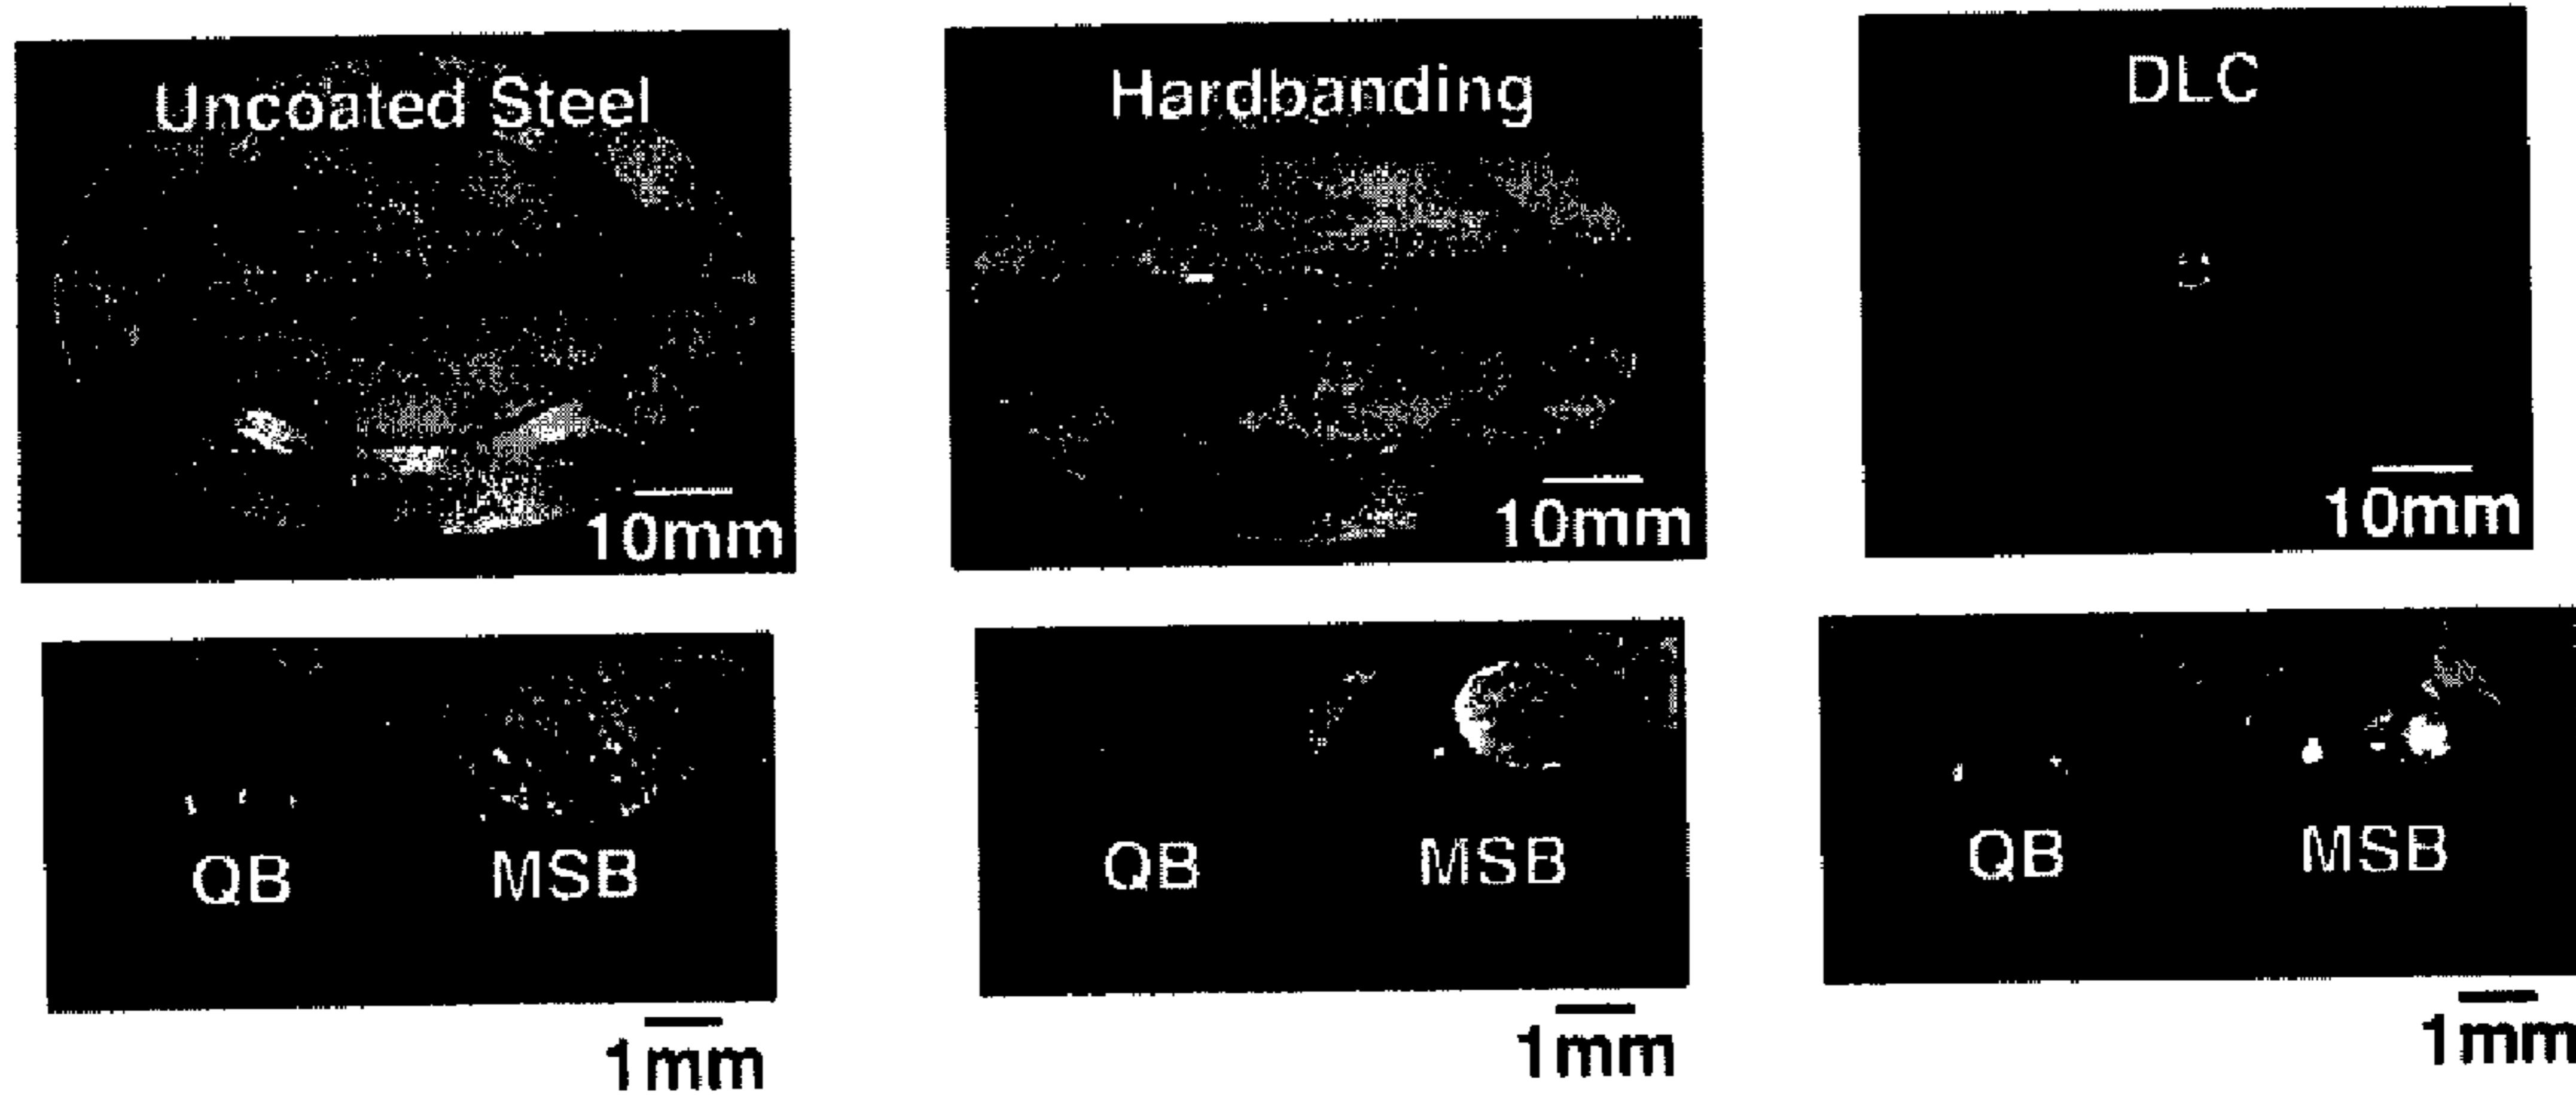 Uncoated Steel
10mm
Hardbanding
10mm
DLC
10mm
QB MSB
1mm
QB MSB
1mm
QB MSB
1mm